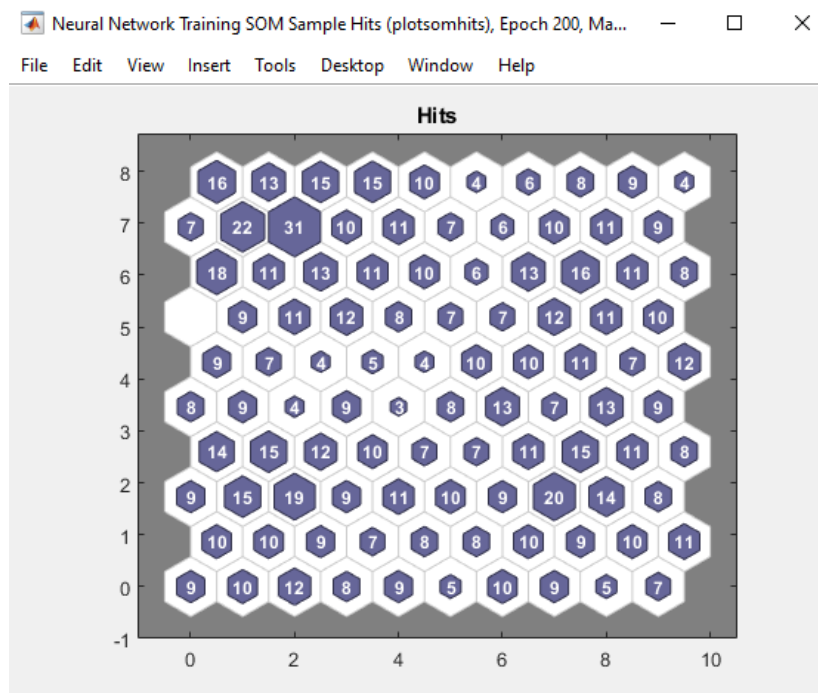 Neural Network Training SOM Sample Hits (plotsomhits), Epoch 200, Ma...
File Edit View Insert Tools Desktop Window Help
Hits
8
16 13 15 15 10 4 6 8 9 4
7
7 22 31 10 11 7 6 10 11 9
6
18 11 13 11 10 6 13 16 11 8
5
9 11 12 8 7 7 12 11 10
4
9 7 4 5 4 10 10 11 7 12
8 9 4 9 3 8 13 7 13 9
3
14 15 12 10 7 7 11 15 11 8
2
9 15 19 9 11 10 9 20 14 8
1
10 10 9 7 8 8 10 9 10 11
0
9 10 12 8 9 5 10 9 5 7
-1
0 2 4 6 8 10